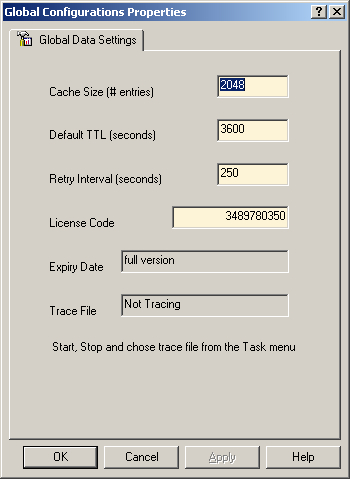 Global Configurations Properties
Global Data Settings
Cache Size (# entries) 2048
Default TTL (seconds) 3600
Retry Interval (seconds) 250
License Code 3489780350
Expiry Date full version
Trace File Not Tracing
Start, Stop and chose trace file from the Task menu
OK Cancel Apply Help